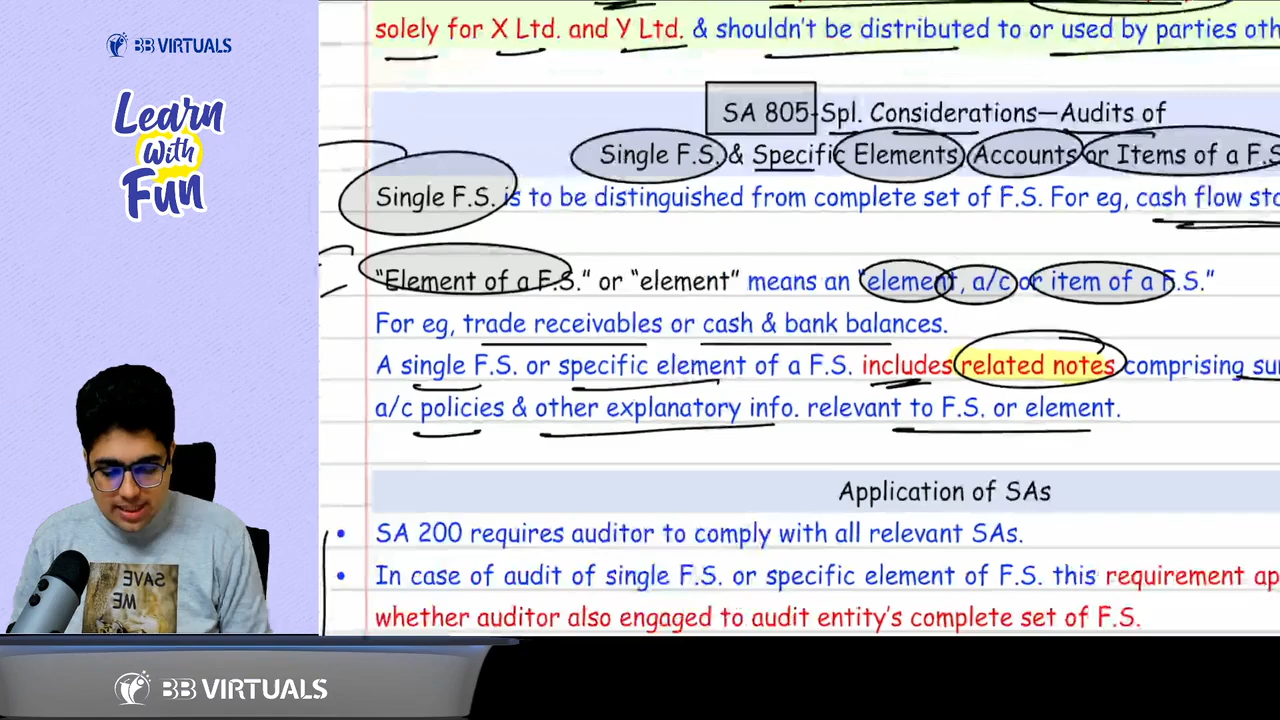 BB VIRTUALS
Learn
With
Fun
solely for X Ltd. and Y Ltd. & shouldn't be distributed to or used by parties oth
SA 805-Spl. Considerations—Audits of
Single F.S. & Specific Elements Accounts or Items of a F.S
Single F.S. is to be distinguished from complete set of F.S. For eg, cash flow sta
"Element of a F.S." or "element" means an "element, a/c or item of a F.S."
For eg, trade receivables or cash & bank balances.
A single F.S. or specific element of a F.S. includes related notes comprising sum
a/c policies & other explanatory info. relevant to F.S. or element.
Application of SAs
• SA 200 requires auditor to comply with all relevant SAs.
• In case of audit of single F.S. or specific element of F.S. this requirement ap
whether auditor also engaged to audit entity's complete set of F.S.
SAVE
ME
BB VIRTUALS